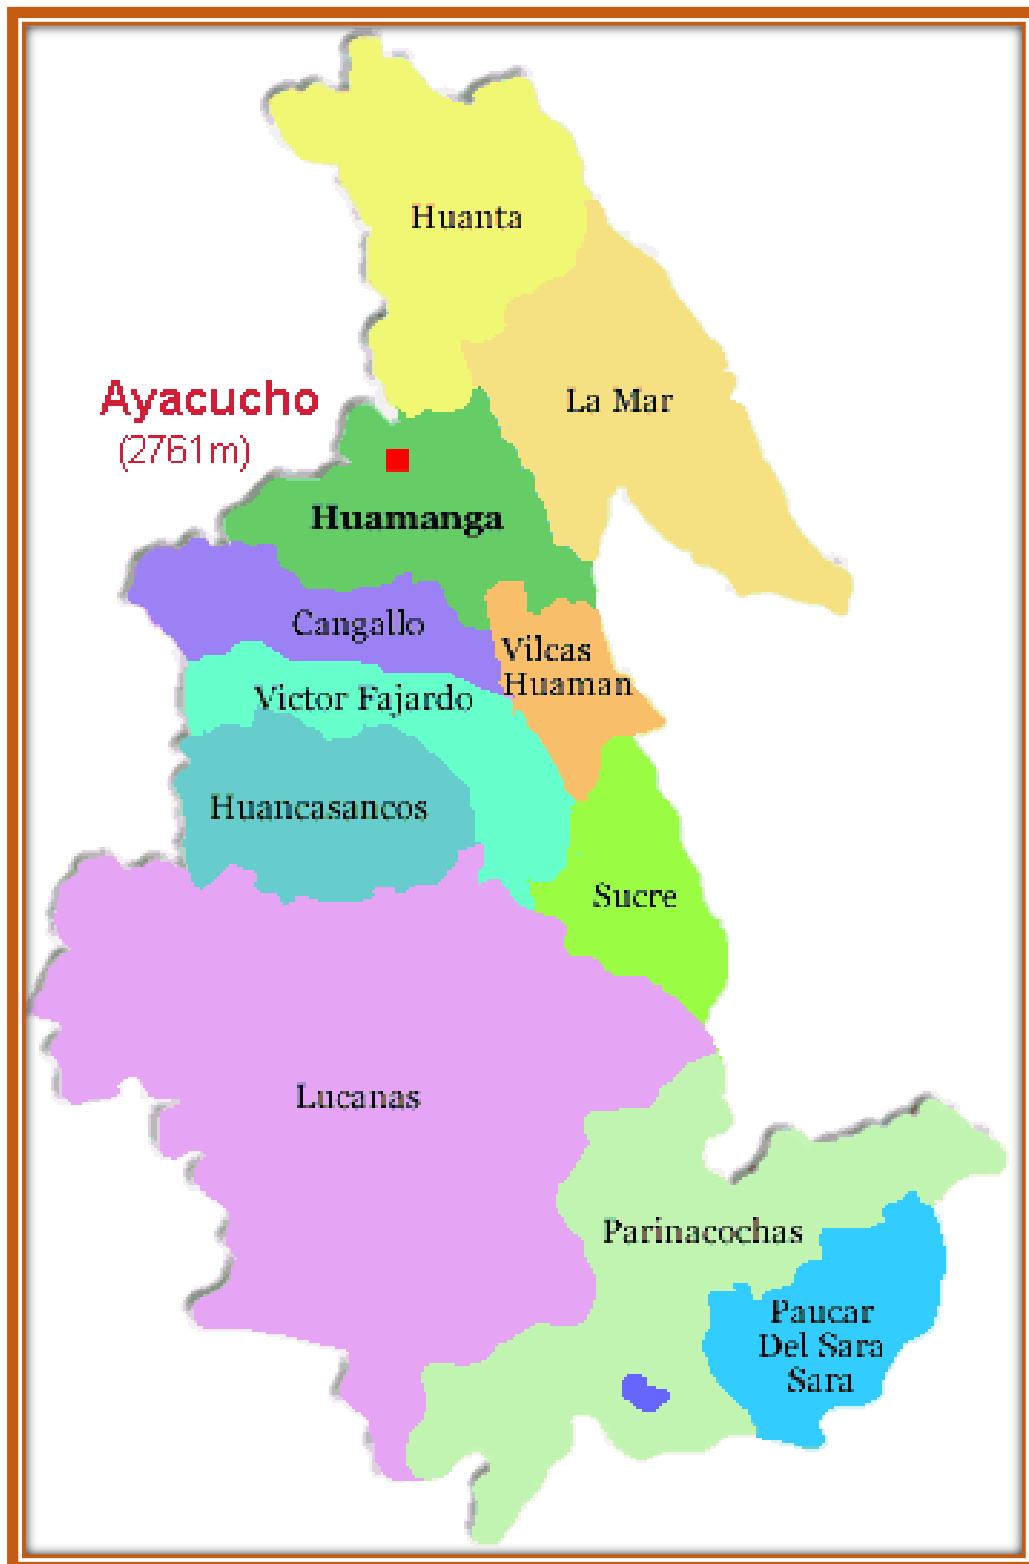 Huanta
Ayacucho
(2761m)
La Mar
Huamanga
Cangallo
Vilcas
Huaman
Victor Fajardo
Huancasancos
Sucre
Lucanas
Parinacochas
Paucar
Del Sara
Sara